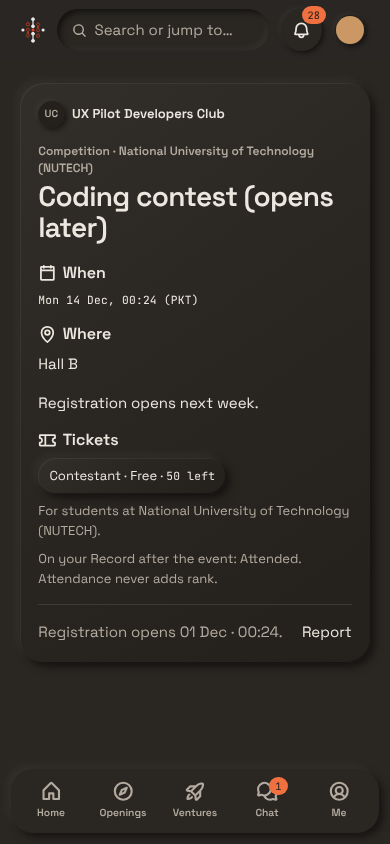 Search or jump to...
28
UC UX Pilot Developers Club
Competition · National University of Technology
(NUTECH)
Coding contest (opens
later)
When
Mon 14 Dec, 00:24 (PKT)
Where
Hall B
Registration opens next week.
Tickets
Contestant · Free · 50 left
For students at National University of Technology
(NUTECH).
On your Record after the event: Attended.
Attendance never adds rank.
Registration opens 01 Dec · 00:24. Report
1
Home Openings Ventures Chat Me